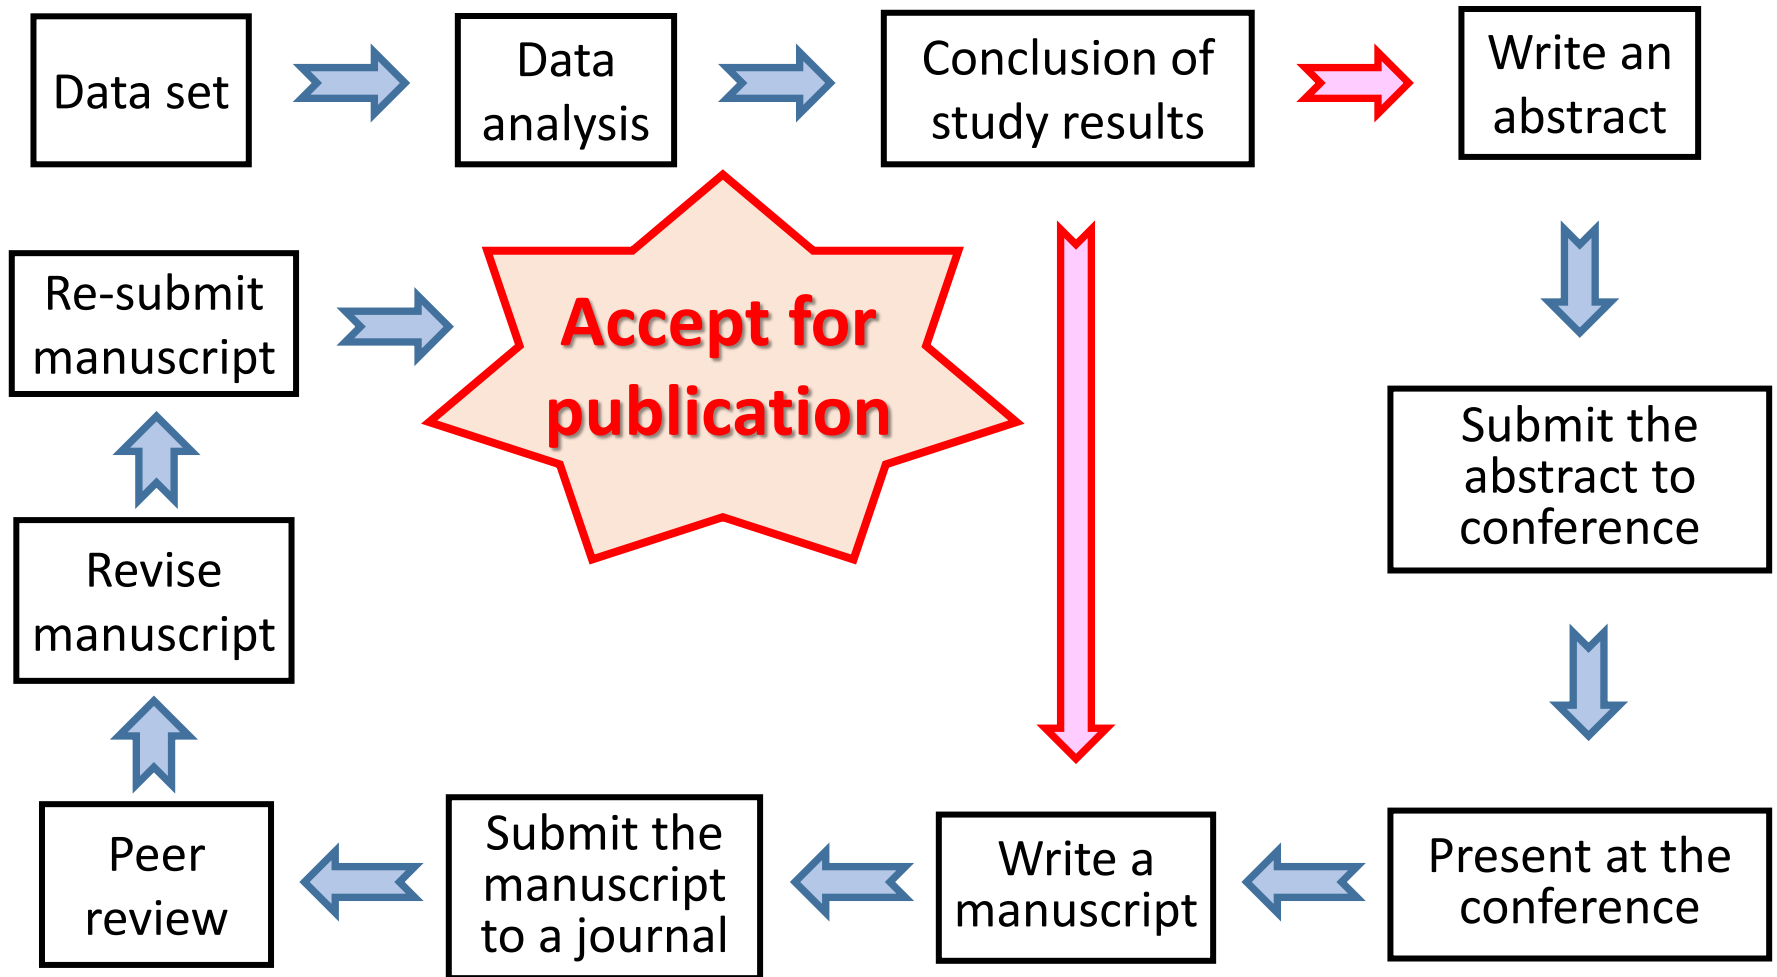 Data set
Data
analysis
Conclusion of
study results
Write an
abstract
Submit the
abstract to
conference
Present at the
conference
Write a
manuscript
Submit the
manuscript
to a journal
Peer
review
Revise
manuscript
Re-submit
manuscript
Accept for
publication